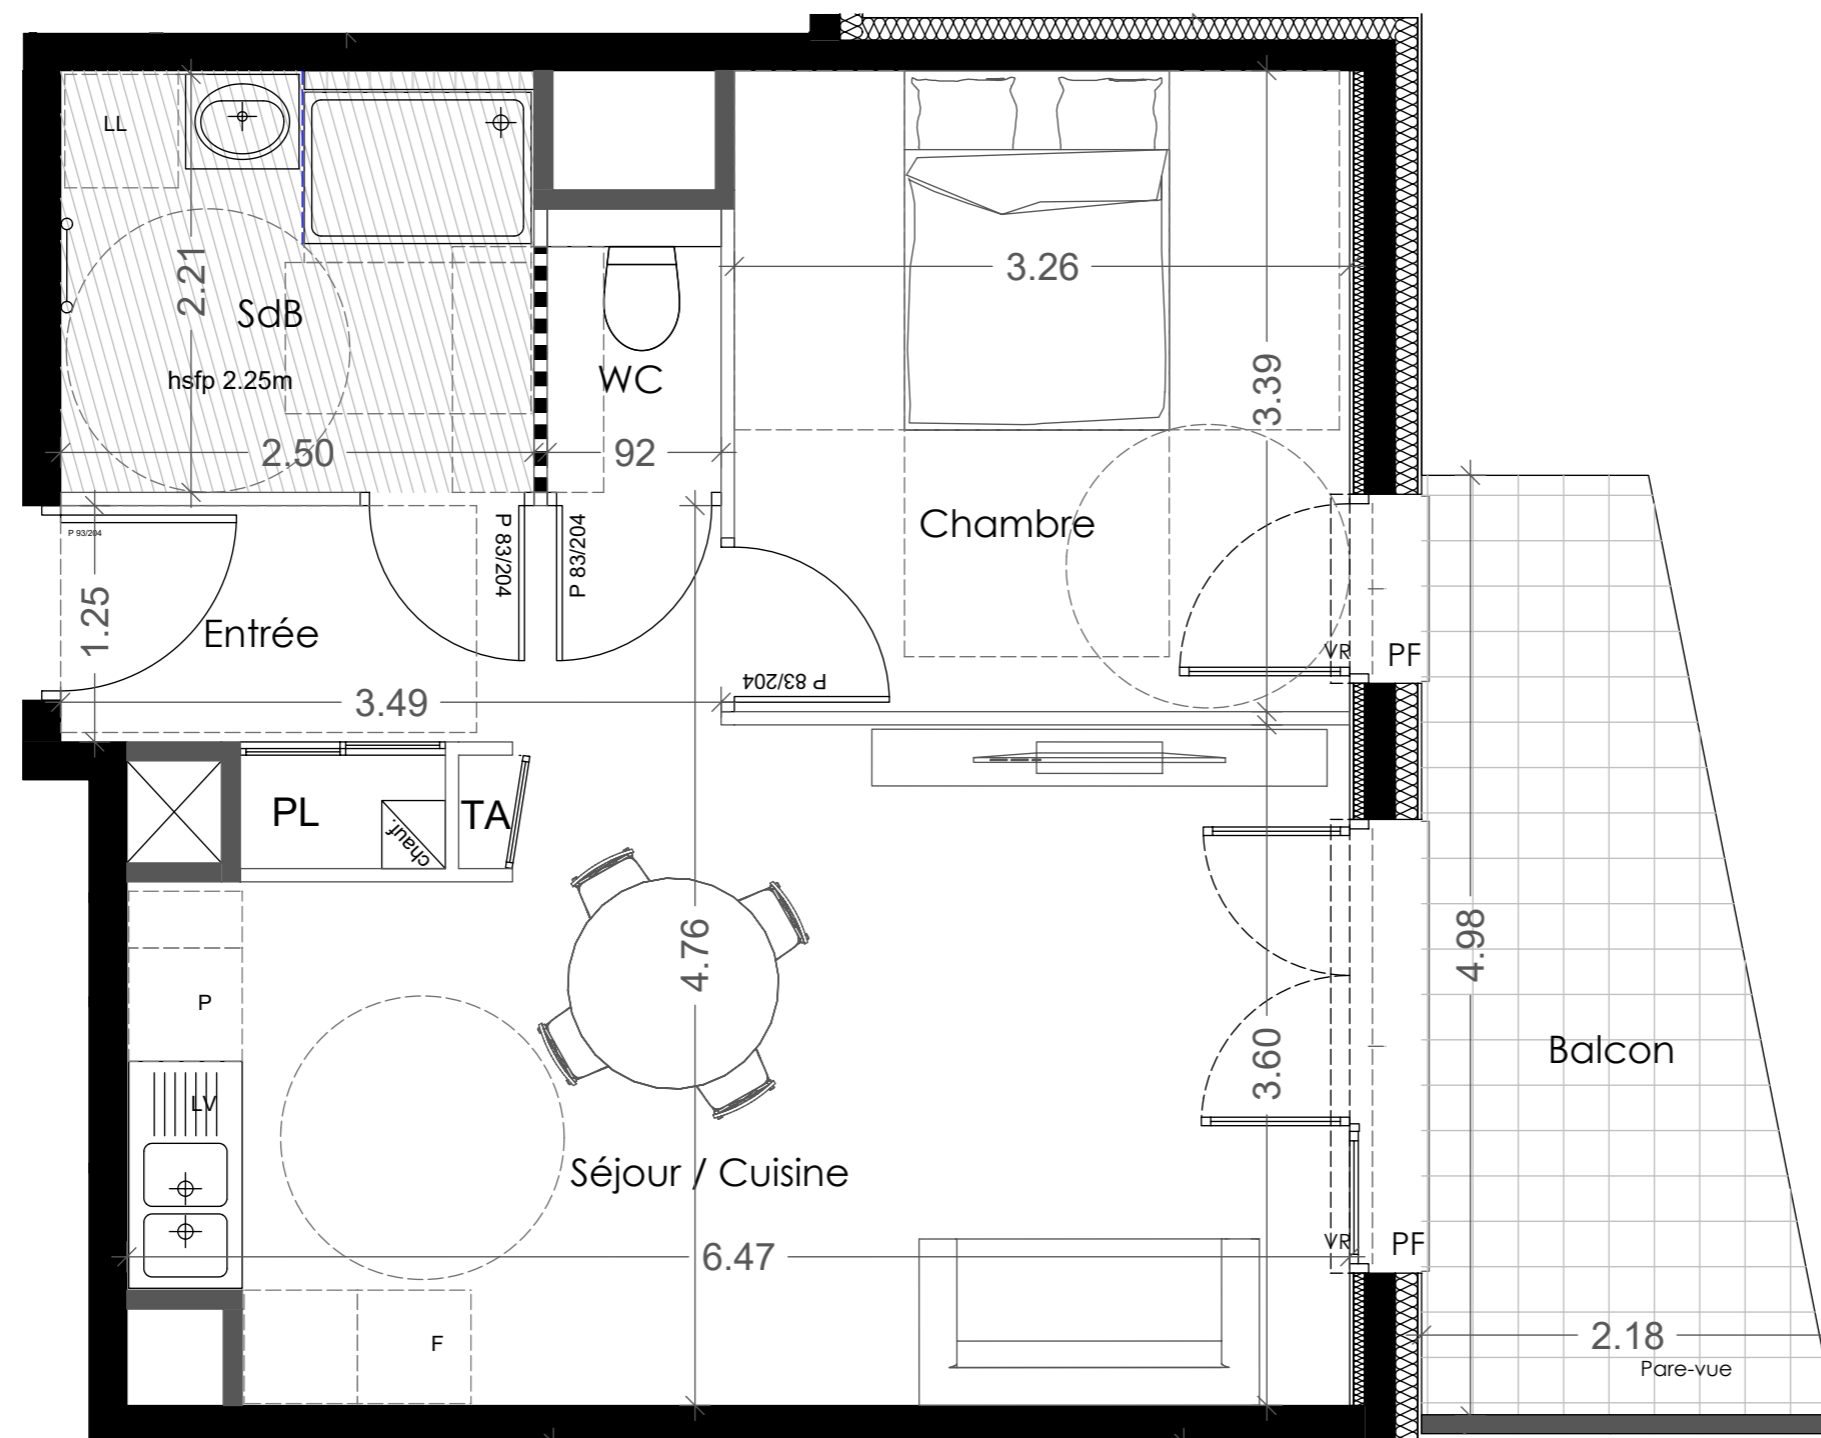 LL
2.21
SdB
hsfp 2.25m
2.50
WC
92
3.26
3.39
Chambre
P 93/204
P 83/204
P 83/204
1.25
Entrée
3.49
P 83/204
VR
PF
PL
chauf.
TA
4.76
4.98
P
3.60
Balcon
LV
Séjour / Cuisine
6.47
VR
PF
F
2.18
Pare-vue